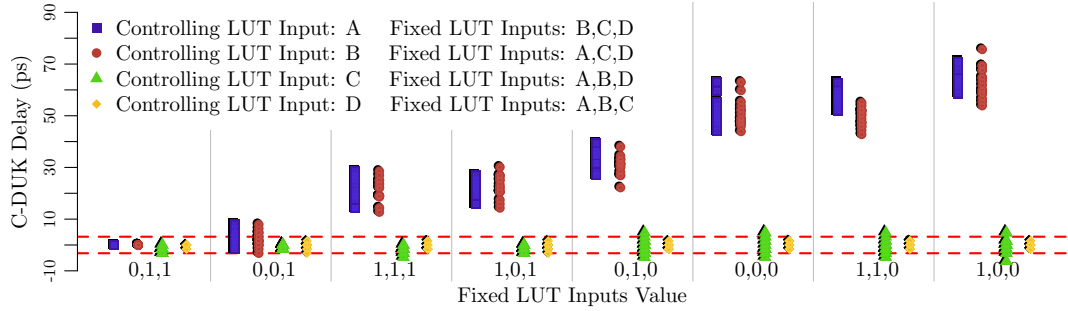 C-DUK Delay (ps)
90
70
50
30
10
-10
Controlling LUT Input: A Fixed LUT Inputs: B,C,D
Controlling LUT Input: B Fixed LUT Inputs: A,C,D
Controlling LUT Input: C Fixed LUT Inputs: A,B,D
Controlling LUT Input: D Fixed LUT Inputs: A,B,C
0,1,1 0,0,1 1,1,1 1,0,1 0,1,0 0,0,0 1,1,0 1,0,0
Fixed LUT Inputs Value